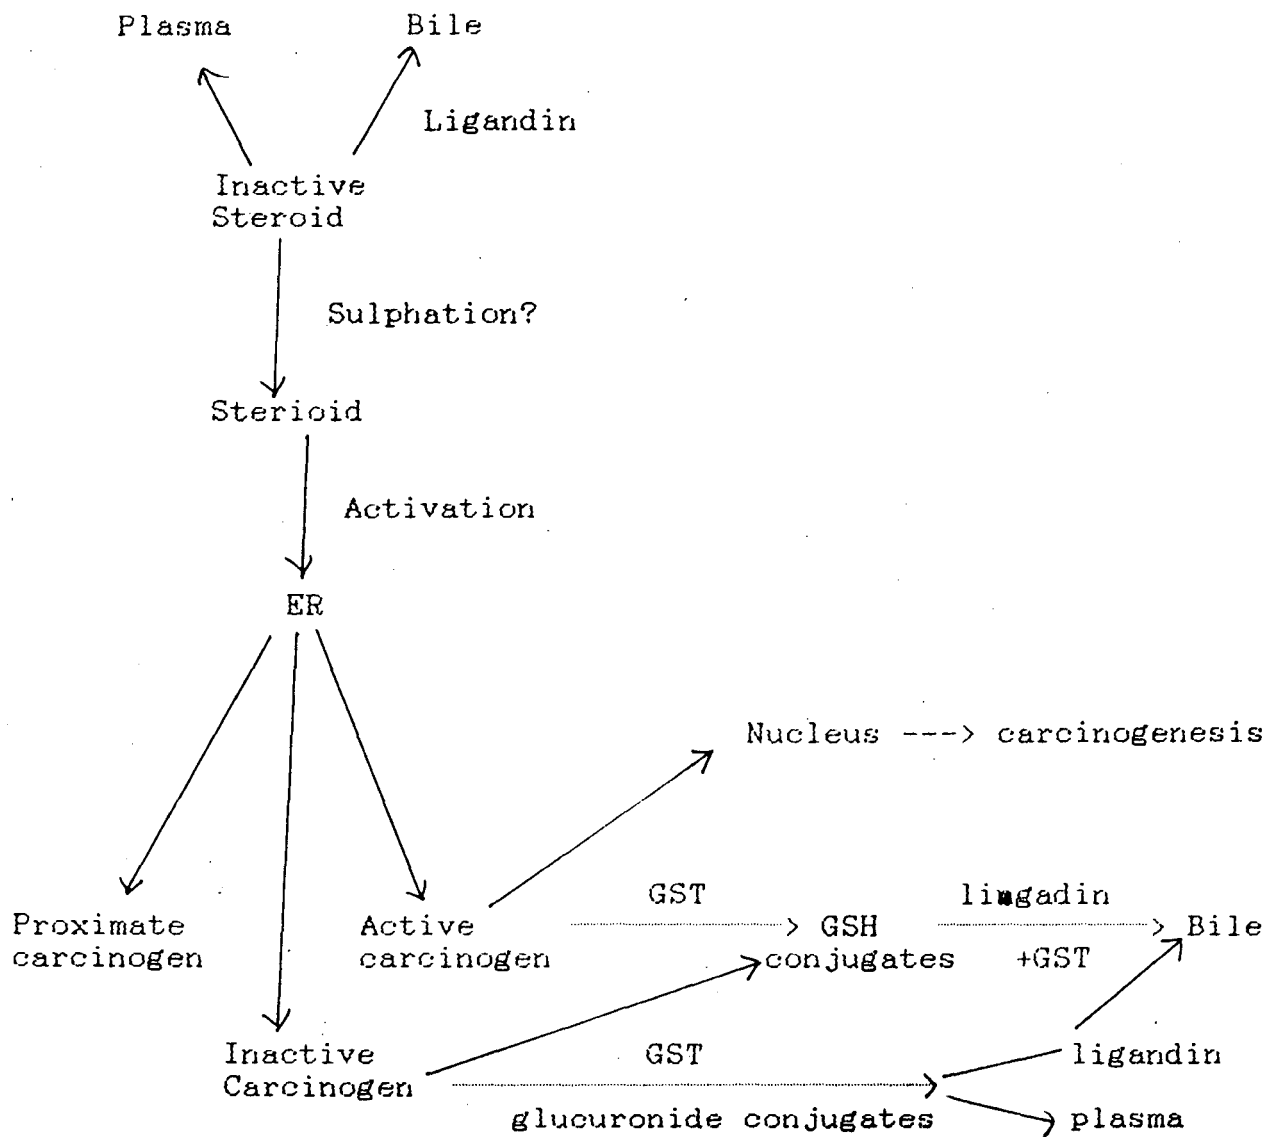 Plasma Bile
Ligandin
Inactive
Steroid
Sulphation?
Sterioid
Activation
ER
Nucleus ---> carcinogenesis
GST
Proximate
carcinogen
Active
carcinogen
GSH
conjugates
+GST
Bile
Inactive
Carcinogen
GST
ligandin
glucuronide conjugates
plasma